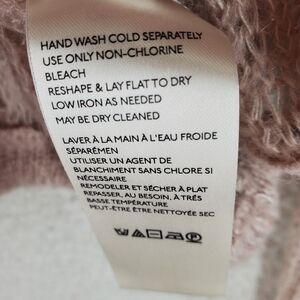 HAND WASH COLD SEPARATELY
USE ONLY NON-CHLORINE
BLEACH
RESHAPE & LAY FLAT TO DRY
LOW IRON AS NEEDED
MAY BE DRY CLEANED
LAVER À LA MAIN À L'EAU FROIDE
SÉPARÉMEN
UTILISER UN AGENT DE
BLANCHIMENT SANS CHLORE SI
NÉCESSAIRE
REMODELER ET SÉCHER À PLAT
REPASSER, AU BESOIN, À TRÈS
BASSE TEMPÉRATURE
PEUT-ÊTRE ÊTRE NETTOYÉE SEC